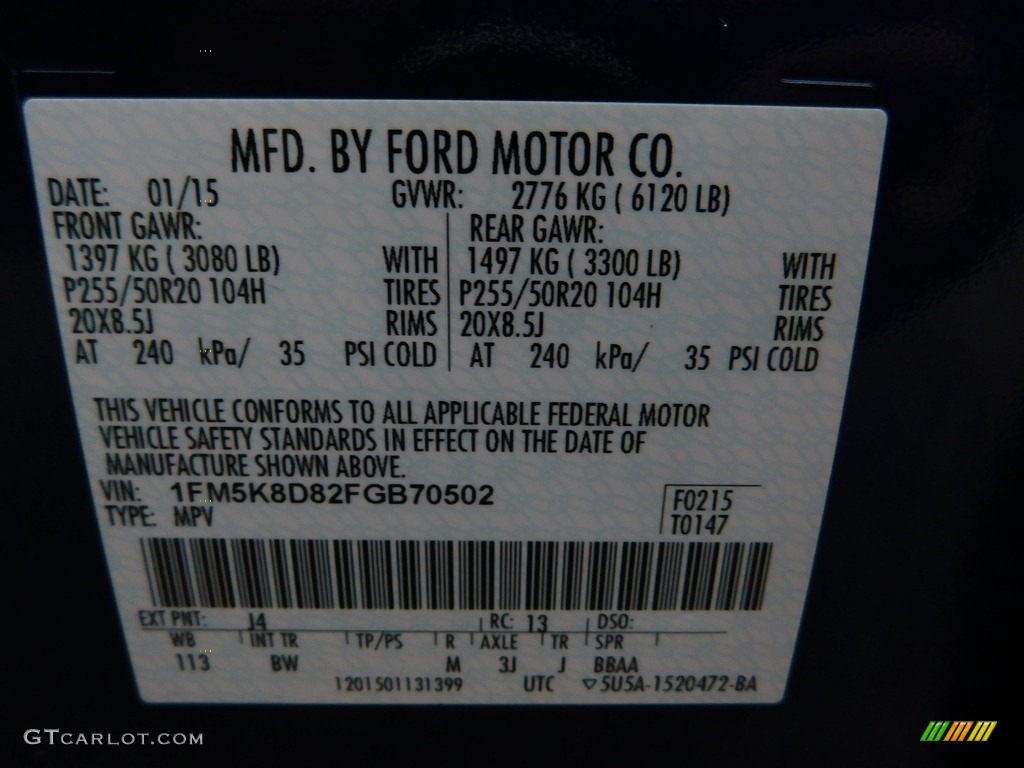 MFD. BY FORD MOTOR CO.
DATE: 01/15 GVWR: 2776 KG ( 6120 LB)
FRONT GAWR: REAR GAWR:
1397 KG ( 3080 LB) WITH 1497 KG ( 3300 LB) WITH
P255/50R20 104H TIRES P255/50R20 104H TIRES
20X8.5J RIMS 20X8.5J RIMS
AT 240 kPa/ 35 PSI COLD AT 240 kPa/ 35 PSI COLD
THIS VEHICLE CONFORMS TO ALL APPLICABLE FEDERAL MOTOR
VEHICLE SAFETY STANDARDS IN EFFECT ON THE DATE OF
MANUFACTURE SHOWN ABOVE.
VIN: 1FM5K8D82FGB70502 F0215
TYPE: MPV T0147
EXT PNT: J4 RC: 13 DSO:
WB INT TR TP/PS R AXLE TR SPR
113 BW M 3J J BBAA
1201501131399 UTC ▽5U5A-1520472-BA
GTCARLOT.COM